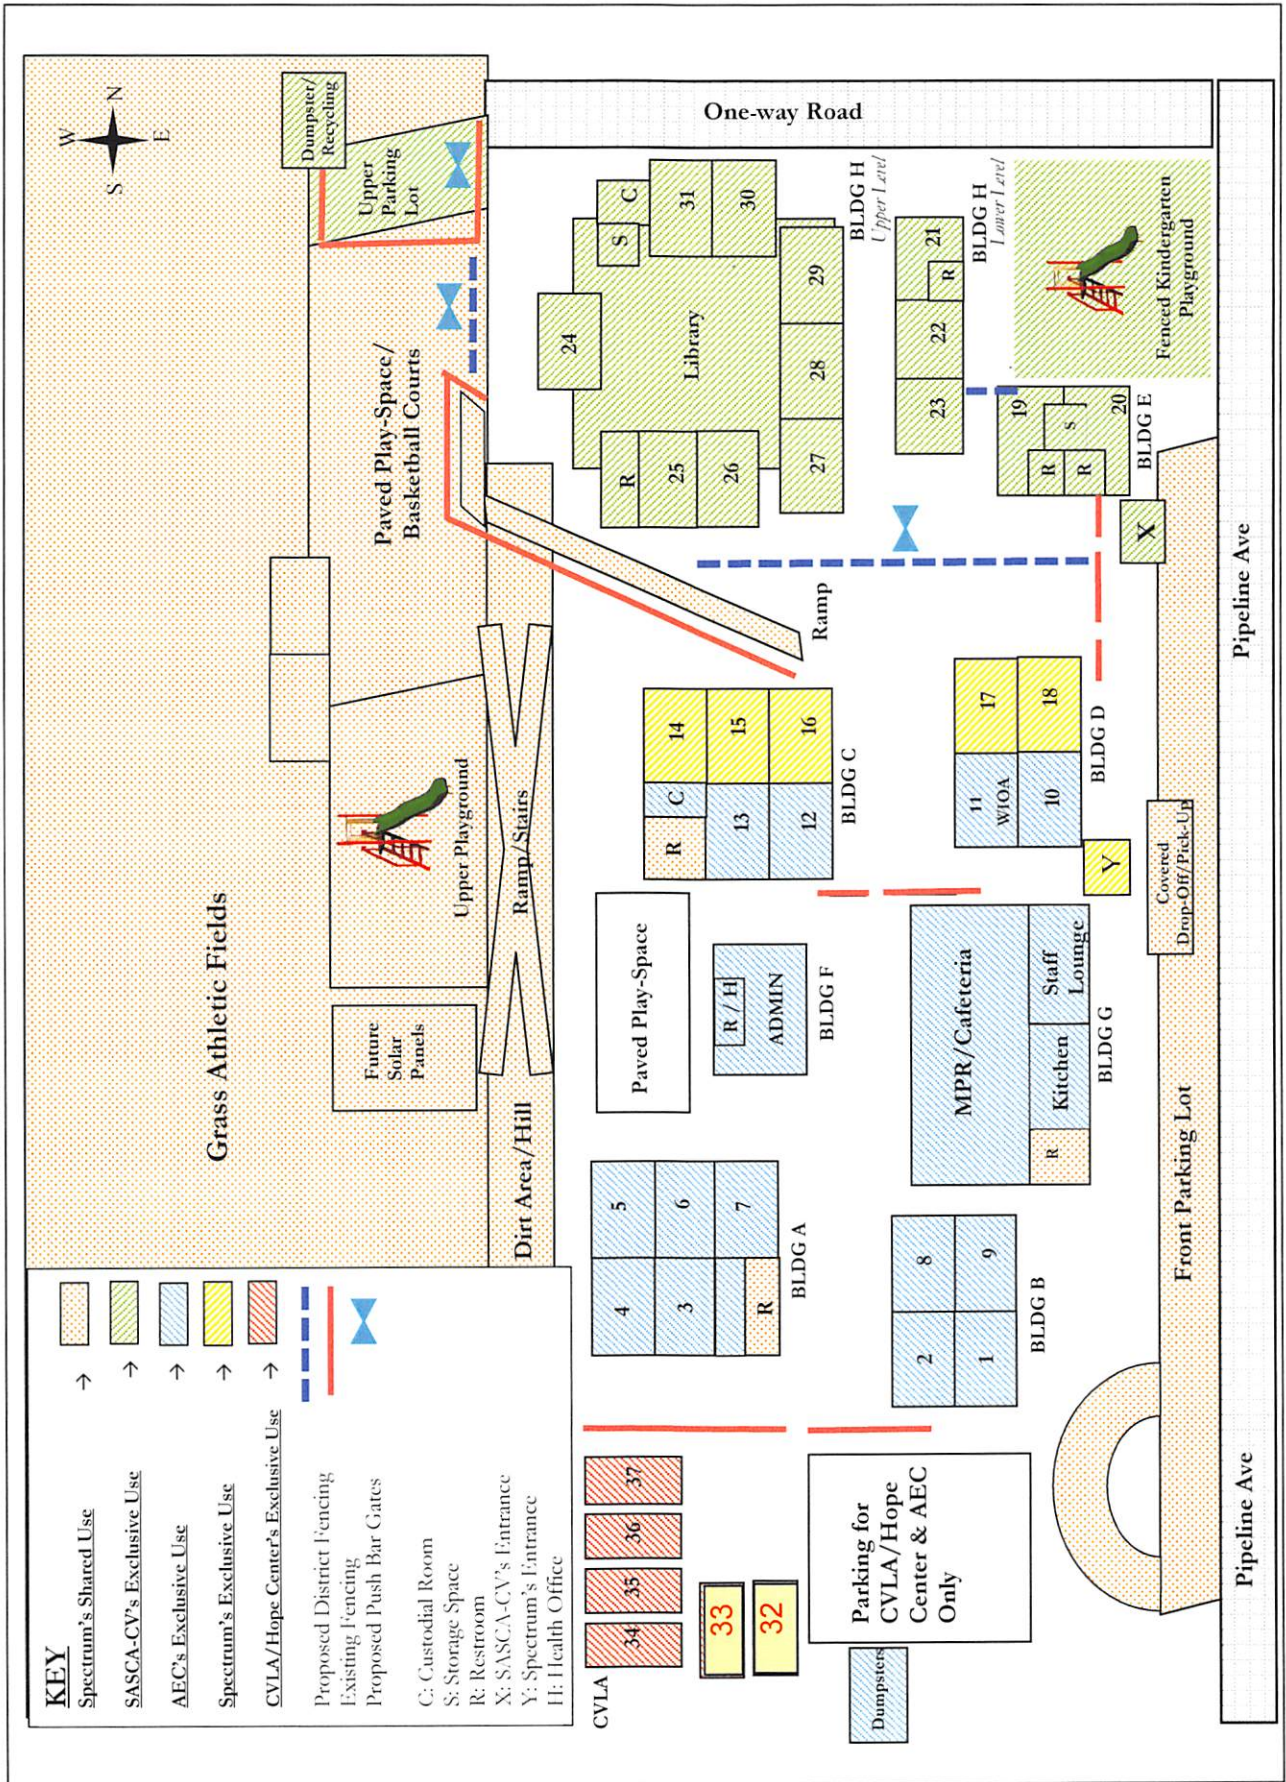 KEY
Spectrum's Shared Use →
SASCA-CV's Exclusive Use →
AEC's Exclusive Use →
Spectrum's Exclusive Use →
CVLA/Hope Center's Exclusive Use →
Proposed District Fencing
Existing Fencing
Proposed Push Bar Gates
C: Custodial Room
S: Storage Space
R: Restroom
X: SASCA-CV's Entrance
Y: Spectrum's Entrance
H: Health Office
Grass Athletic Fields
W
N
S
E
Dumpster/
Recycling
Upper
Parking
Lot
Future
Solar
Panels
Upper Playground
Paved Play-Space/
Basketball Courts
Dirt Area/Hill
Ramp/Stairs
Ramp
One-way Road
CVLA
34
35
36
37
33
32
4
5
3
6
7
R
BLDG A
Paved Play-Space
R / H
ADMIN
BLDG F
R
C
14
13
15
12
16
BLDG C
R
25
26
27
24
Library
28
29
S
C
31
30
BLDG H
Upper Level
23
22
21
R
BLDG H
Lower Level
Dumpsters
Parking for
CVLA/Hope
Center & AEC
Only
2
8
1
9
BLDG B
MPR/Cafeteria
R
Kitchen
Staff
Lounge
BLDG G
11
WIOA
17
10
18
BLDG D
Y
19
R
S
R
20
BLDG E
X
Fenced Kindergarten
Playground
Front Parking Lot
Covered
Drop-Off/Pick-Up
Pipeline Ave
Pipeline Ave